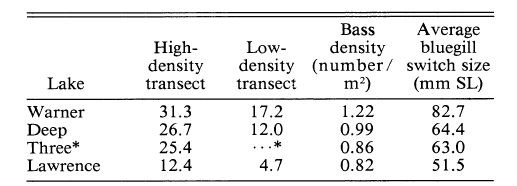 Lake High-density transect Low-density transect Bass density (number/m²) Average bluegill switch size (mm SL)
Warner 31.3 17.2 1.22 82.7
Deep 26.7 12.0 0.99 64.4
Three* 25.4 ···* 0.86 63.0
Lawrence 12.4 4.7 0.82 51.5